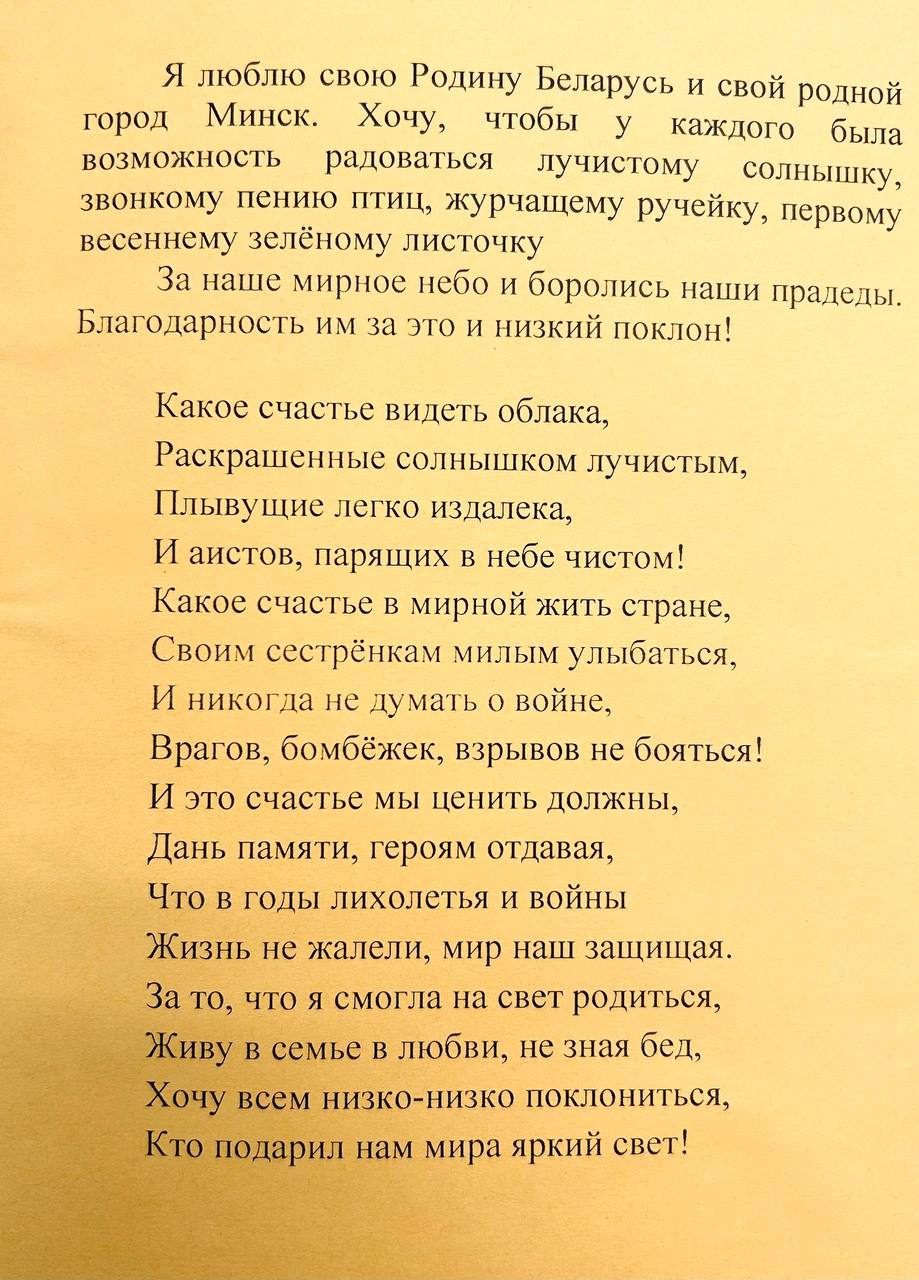 Я люблю свою Родину Беларусь и свой родной
город Минск. Хочу, чтобы у каждого была
возможность радоваться лучистому солнышку,
звонкому пению птиц, журчащему ручейку, первому
весеннему зелёному листочку
За наше мирное небо и боролись наши прадеды.
Благодарность им за это и низкий поклон!
Какое счастье видеть облака,
Раскрашенные солнышком лучистым,
Плывущие легко издалека,
И аистов, парящих в небе чистом!
Какое счастье в мирной жить стране,
Своим сестрёнкам милым улыбаться,
И никогда не думать о войне,
Врагов, бомбёжек, взрывов не бояться!
И это счастье мы ценить должны,
Дань памяти, героям отдавая,
Что в годы лихолетья и войны
Жизнь не жалели, мир наш защищая.
За то, что я смогла на свет родиться,
Живу в семье в любви, не зная бед,
Хочу всем низко-низко поклониться,
Кто подарил нам мира яркий свет!